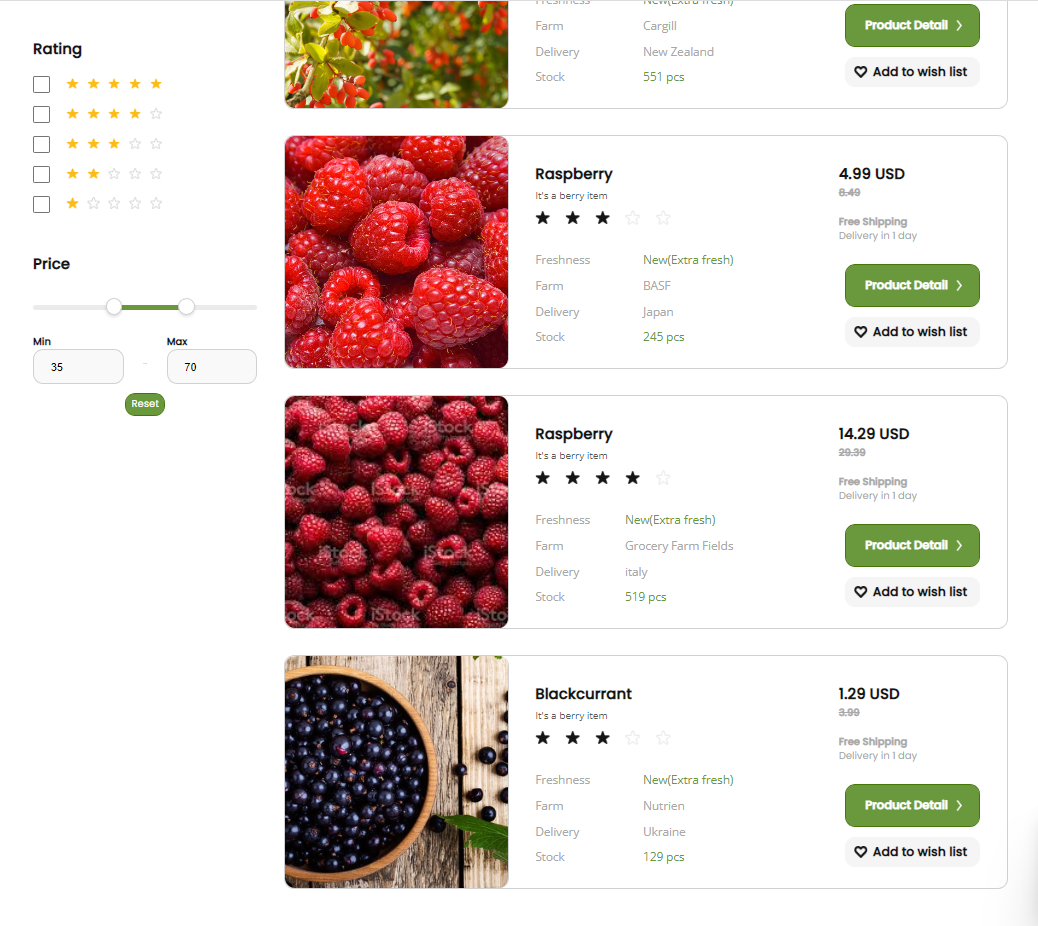 Rating
Price
Min
Max
35
-
70
Reset
Freshness New(Extra fresh)
Farm Cargill
Delivery New Zealand
Stock 551 pcs
Product Detail
Add to wish list
Raspberry
It's a berry item
Freshness New(Extra fresh)
Farm BASF
Delivery Japan
Stock 245 pcs
4.99 USD
8.49
Free Shipping
Delivery in 1 day
Product Detail
Add to wish list
iStock
iStock
iStock
iStock
iStock
iStock
Raspberry
It's a berry item
Freshness New(Extra fresh)
Farm Grocery Farm Fields
Delivery italy
Stock 519 pcs
14.29 USD
29.39
Free Shipping
Delivery in 1 day
Product Detail
Add to wish list
Blackcurrant
It's a berry item
Freshness New(Extra fresh)
Farm Nutrien
Delivery Ukraine
Stock 129 pcs
1.29 USD
3.99
Free Shipping
Delivery in 1 day
Product Detail
Add to wish list